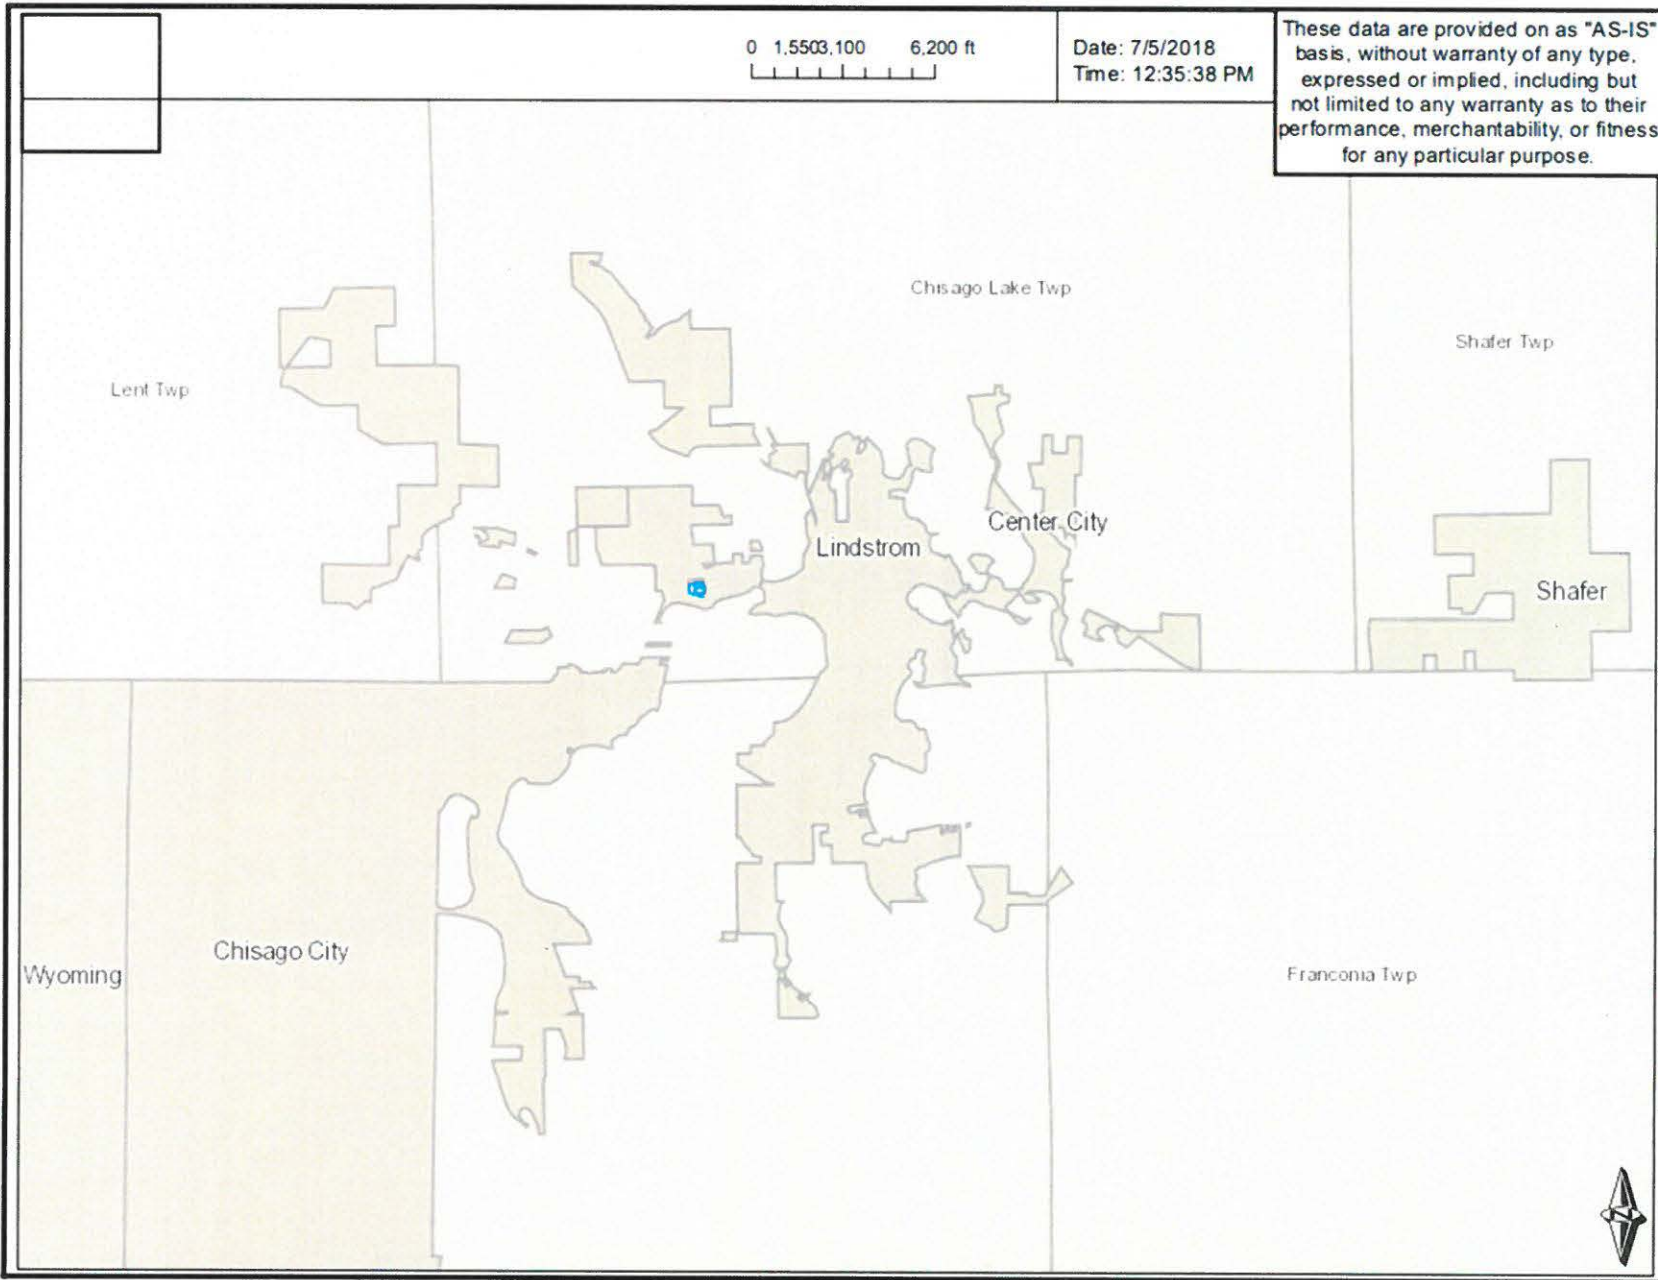 0 1,5503,100 6,200 ft
Date: 7/5/2018
Time: 12:35:38 PM
These data are provided on as "AS-IS"
basis, without warranty of any type,
expressed or implied, including but
not limited to any warranty as to their
performance, merchantability, or fitness
for any particular purpose.
Chisago Lake Twp
Shafer Twp
Lent Twp
Center City
Lindstrom
Shafer
Chisago City
Wyoming
Franconia Twp
N